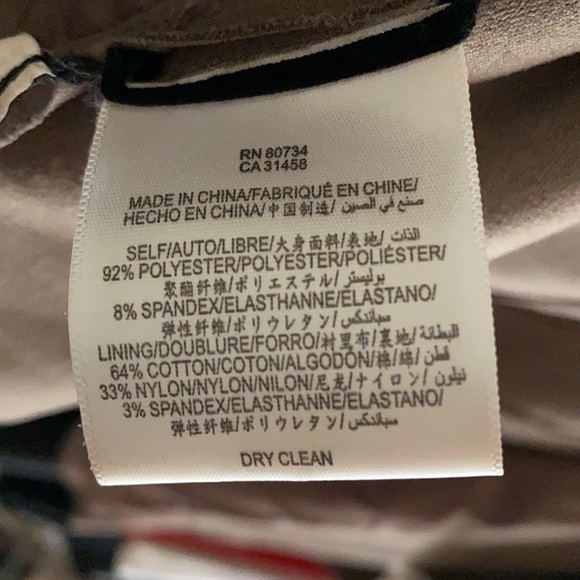 RN 80734
CA 31458
MADE IN CHINA/FABRIQUÉ EN CHINE/
HECHO EN CHINA/中国制造/ صنع في الصين/
SELF/AUTO/LIBRE/大身面料/表地/ الذات/
92% POLYESTER/POLYESTER/POLIÉSTER/
聚酯纤维/ポリエステル/ بوليستر/
8% SPANDEX/ELASTHANNE/ELASTANO/
弹性纤维/ポリウレタン/ سباندكس/
LINING/DOUBLURE/FORRO/衬里布/裏地/ البطانة/
64% COTTON/COTON/ALGODÓN/棉/綿/ قطن/
33% NYLON/NYLON/NILON/尼龙/ナイロン/ نيلون/
3% SPANDEX/ELASTHANNE/ELASTANO/
弹性纤维/ポリウレタン/ سباندكس/
DRY CLEAN